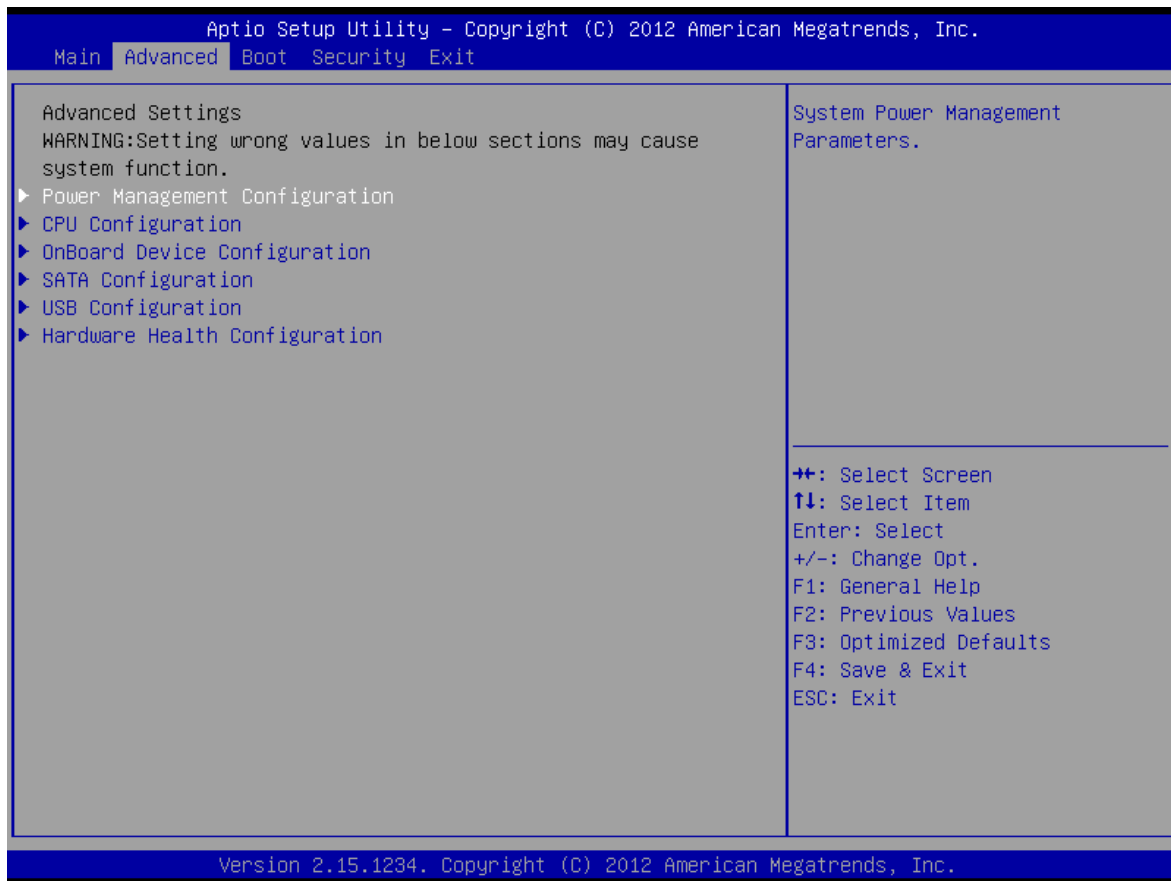 Aptio Setup Utility – Copyright (C) 2012 American Megatrends, Inc.
Main Advanced Boot Security Exit
Advanced Settings
WARNING:Setting wrong values in below sections may cause
system function.
▶ Power Management Configuration
▶ CPU Configuration
▶ OnBoard Device Configuration
▶ SATA Configuration
▶ USB Configuration
▶ Hardware Health Configuration
System Power Management
Parameters.
→←: Select Screen
↑↓: Select Item
Enter: Select
+/-: Change Opt.
F1: General Help
F2: Previous Values
F3: Optimized Defaults
F4: Save & Exit
ESC: Exit
Version 2.15.1234. Copyright (C) 2012 American Megatrends, Inc.